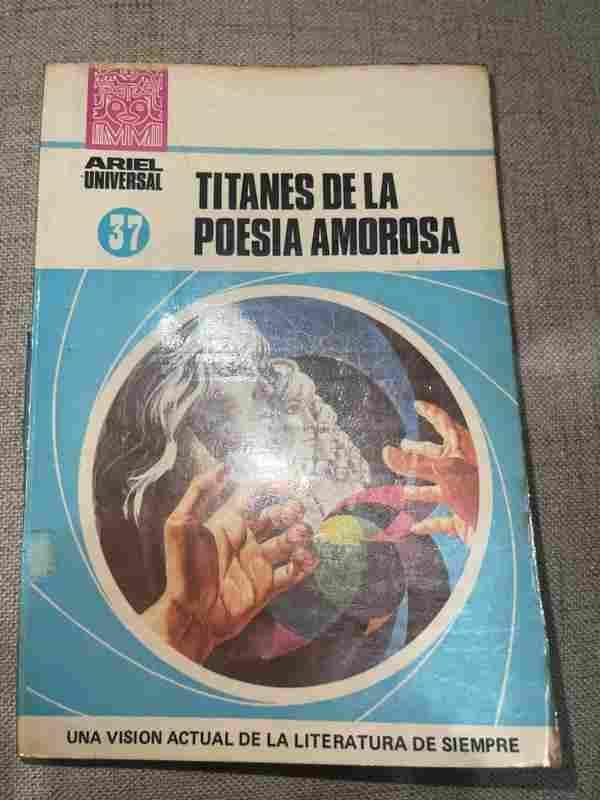 ARIEL
UNIVERSAL
37
TITANES DE LA
POESIA AMOROSA
UNA VISION ACTUAL DE LA LITERATURA DE SIEMPRE